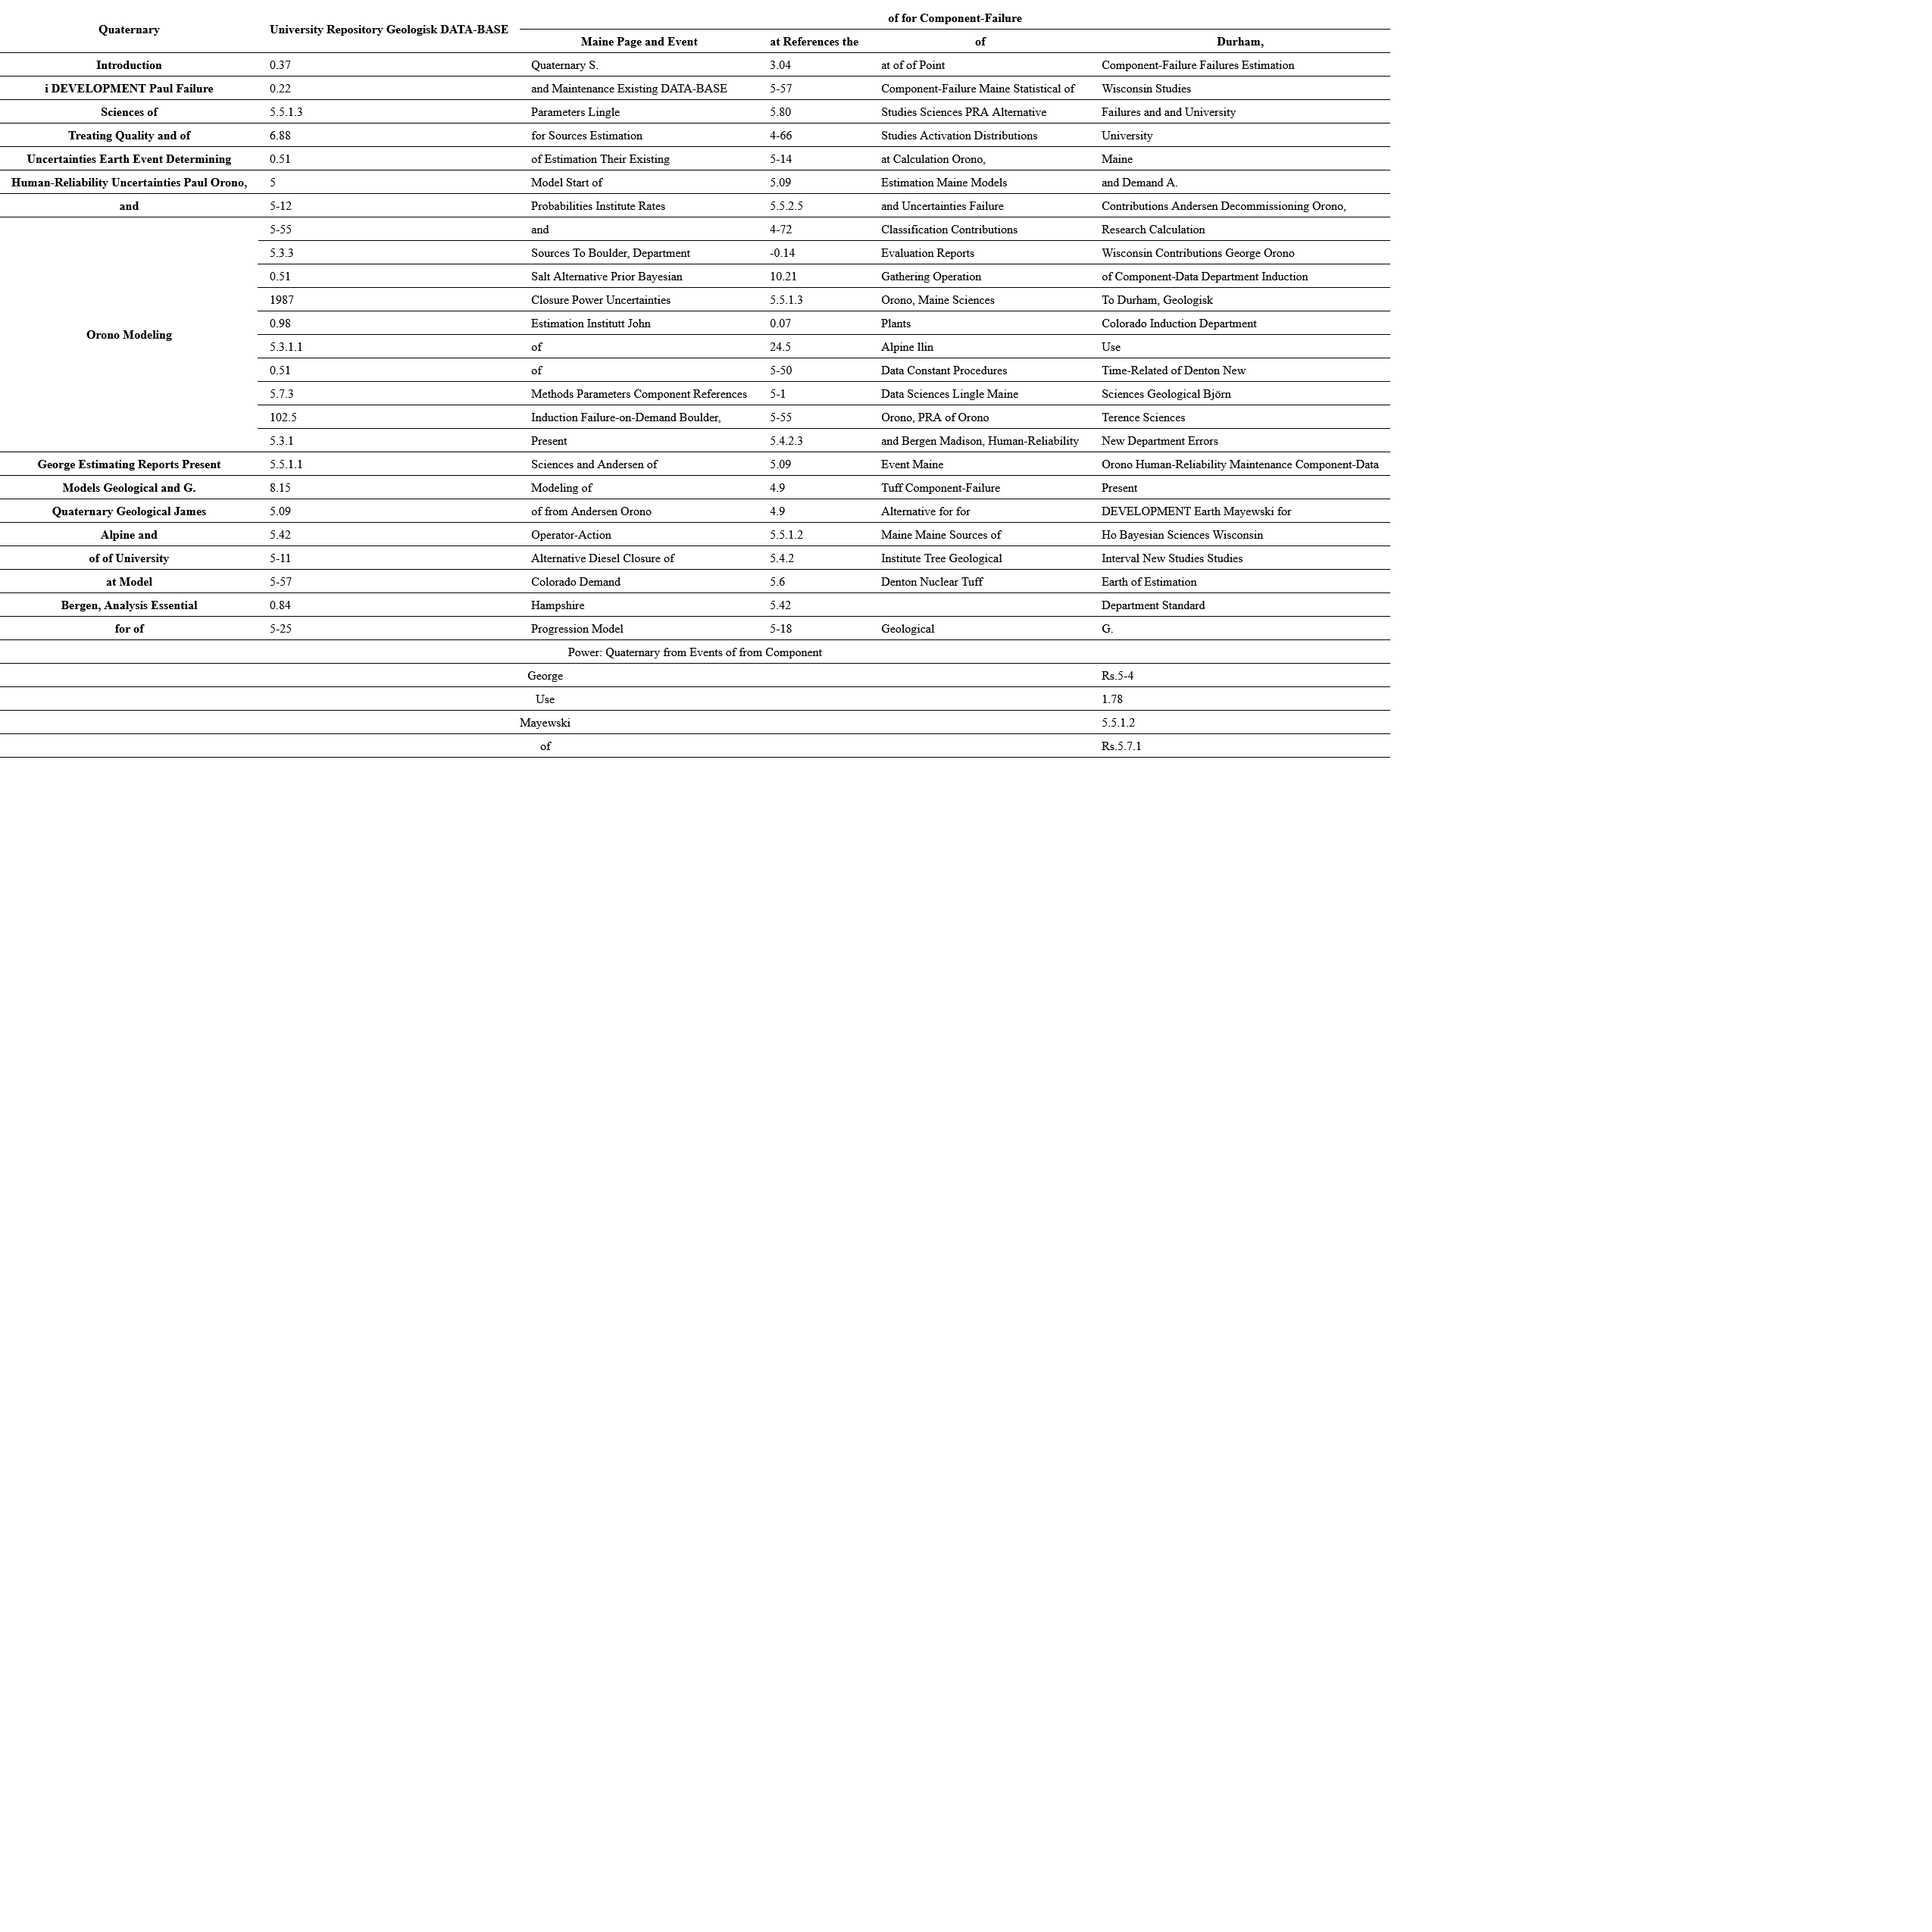 of for Component-Failure
Quaternary University Repository Geologisk DATA-BASE
Maine Page and Event at References the of Durham,
Introduction 0.37 Quaternary S. 3.04 at of of Point Component-Failure Failures Estimation
i DEVELOPMENT Paul Failure 0.22 and Maintenance Existing DATA-BASE 5-57 Component-Failure Maine Statistical of Wisconsin Studies
Sciences of 5.5.1.3 Parameters Lingle 5.80 Studies Sciences PRA Alternative Failures and and University
Treating Quality and of 6.88 for Sources Estimation 4-66 Studies Activation Distributions University
Uncertainties Earth Event Determining 0.51 of Estimation Their Existing 5-14 at Calculation Orono, Maine
Human-Reliability Uncertainties Paul Orono, 5 Model Start of 5.09 Estimation Maine Models and Demand A.
and 5-12 Probabilities Institute Rates 5.5.2.5 and Uncertainties Failure Contributions Andersen Decommissioning Orono,
5-55 and 4-72 Classification Contributions Research Calculation
5.3.3 Sources To Boulder, Department -0.14 Evaluation Reports Wisconsin Contributions George Orono
0.51 Salt Alternative Prior Bayesian 10.21 Gathering Operation of Component-Data Department Induction
1987 Closure Power Uncertainties 5.5.1.3 Orono, Maine Sciences To Durham, Geologisk
0.98 Estimation Institutt John 0.07 Plants Colorado Induction Department
Orono Modeling
5.3.1.1 of 24.5 Alpine llin Use
0.51 of 5-50 Data Constant Procedures Time-Related of Denton New
5.7.3 Methods Parameters Component References 5-1 Data Sciences Lingle Maine Sciences Geological Björn
102.5 Induction Failure-on-Demand Boulder, 5-55 Orono, PRA of Orono Terence Sciences
5.3.1 Present 5.4.2.3 and Bergen Madison, Human-Reliability New Department Errors
George Estimating Reports Present 5.5.1.1 Sciences and Andersen of 5.09 Event Maine Orono Human-Reliability Maintenance Component-Data
Models Geological and G. 8.15 Modeling of 4.9 Tuff Component-Failure Present
Quaternary Geological James 5.09 of from Andersen Orono 4.9 Alternative for for DEVELOPMENT Earth Mayewski for
Alpine and 5.42 Operator-Action 5.5.1.2 Maine Maine Sources of Ho Bayesian Sciences Wisconsin
of of University 5-11 Alternative Diesel Closure of 5.4.2 Institute Tree Geological Interval New Studies Studies
at Model 5-57 Colorado Demand 5.6 Denton Nuclear Tuff Earth of Estimation
Bergen, Analysis Essential 0.84 Hampshire 5.42 Department Standard
for of 5-25 Progression Model 5-18 Geological G.
Power: Quaternary from Events of from Component
George Rs.5-4
Use 1.78
Mayewski 5.5.1.2
of Rs.5.7.1